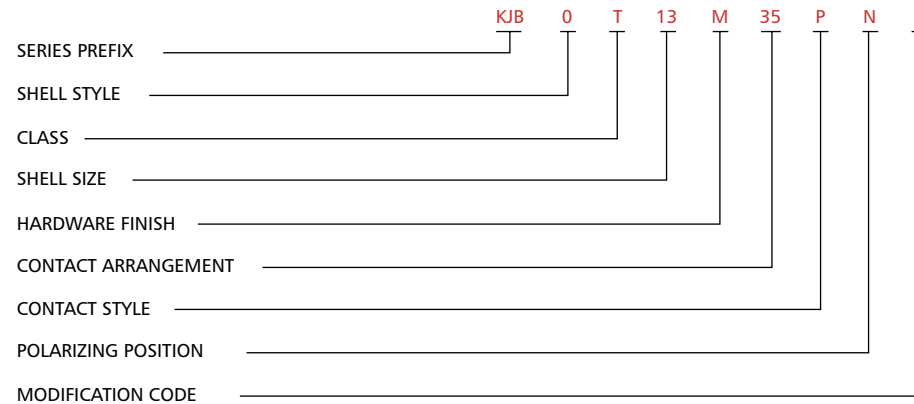 KJB 0 T 13 M 35 P N
SERIES PREFIX
SHELL STYLE
CLASS
SHELL SIZE
HARDWARE FINISH
CONTACT ARRANGEMENT
CONTACT STYLE
POLARIZING POSITION
MODIFICATION CODE